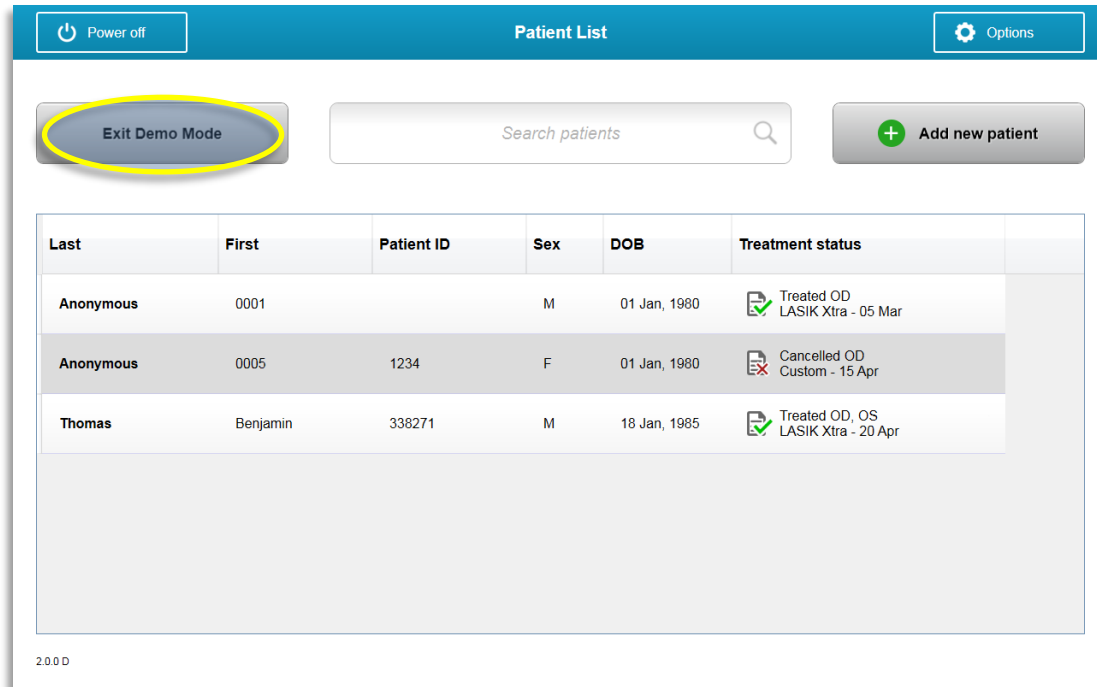 Power off
Patient List
Options
Exit Demo Mode
Search patients
Add new patient
Last First Patient ID Sex DOB Treatment status
Anonymous 0001 M 01 Jan, 1980 Treated OD
LASIK Xtra - 05 Mar
Anonymous 0005 1234 F 01 Jan, 1980 Cancelled OD
Custom - 15 Apr
Thomas Benjamin 338271 M 18 Jan, 1985 Treated OD, OS
LASIK Xtra - 20 Apr
2.0.0 D